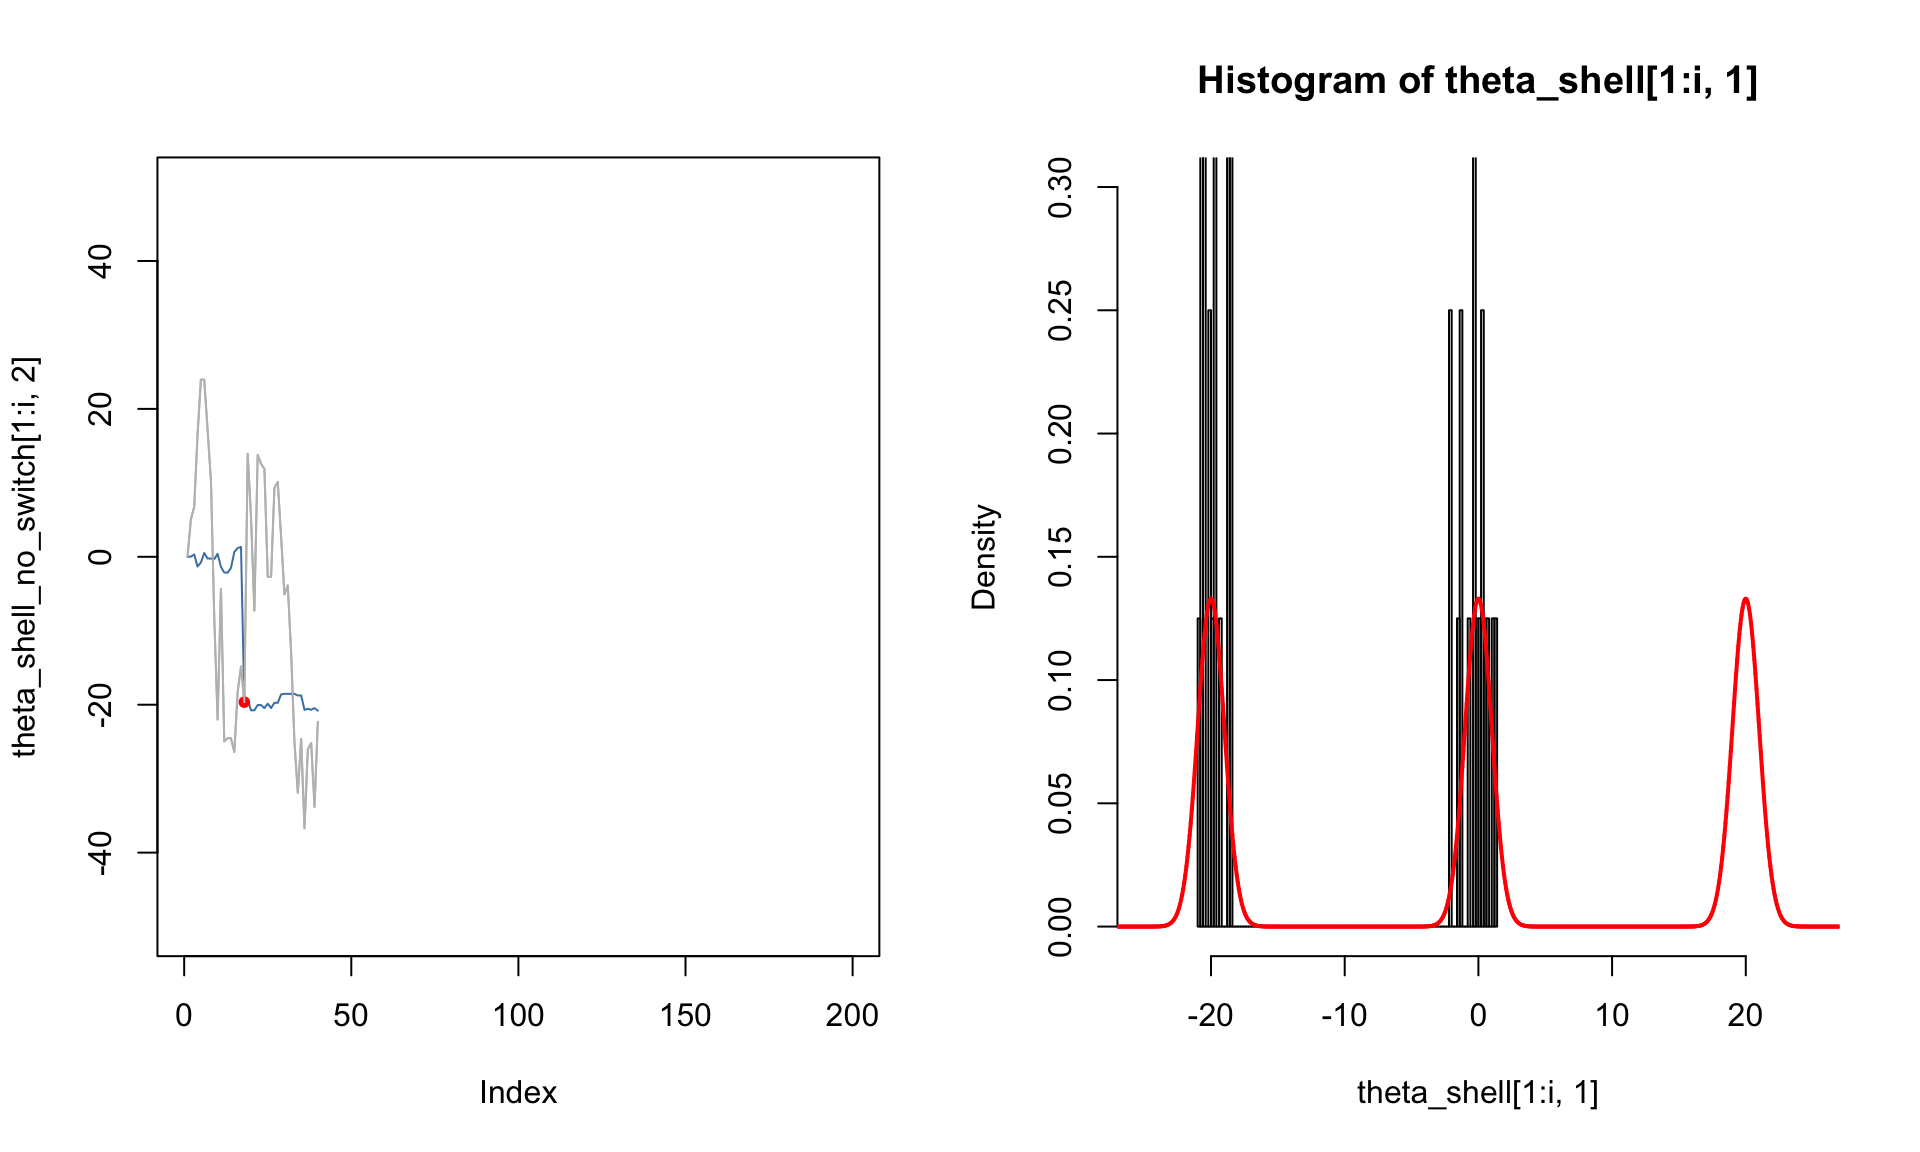 theta_shell_no_switch[1:i, 2]
40
20
0
-20
-40
0 50 100 150 200
Index
Histogram of theta_shell[1:i, 1]
Density
0.30
0.25
0.20
0.15
0.10
0.05
0.00
-20 -10 0 10 20
theta_shell[1:i, 1]